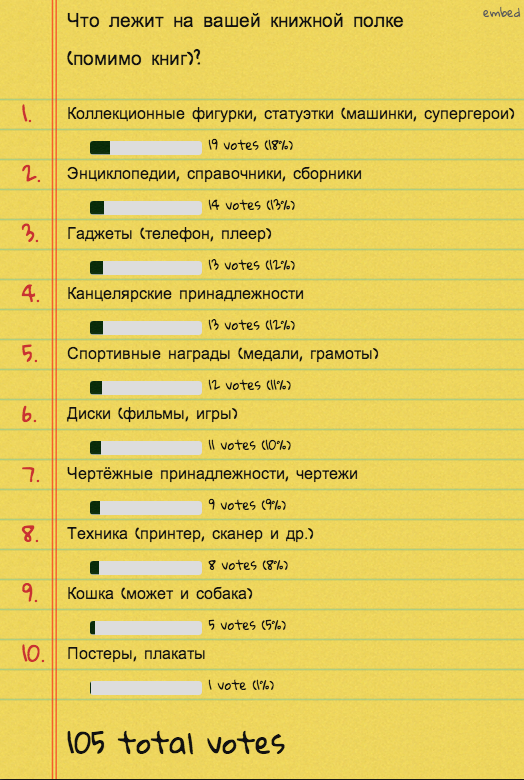 embed
Что лежит на вашей книжной полке
(помимо книг)?
1. Коллекционные фигурки, статуэтки (машинки, супергерои)
19 votes (18%)
2. Энциклопедии, справочники, сборники
14 votes (13%)
3. Гаджеты (телефон, плеер)
13 votes (12%)
4. Канцелярские принадлежности
13 votes (12%)
5. Спортивные награды (медали, грамоты)
12 votes (11%)
6. Диски (фильмы, игры)
11 votes (10%)
7. Чертёжные принадлежности, чертежи
9 votes (9%)
8. Техника (принтер, сканер и др.)
8 votes (8%)
9. Кошка (может и собака)
5 votes (5%)
10. Постеры, плакаты
1 vote (1%)
105 total votes